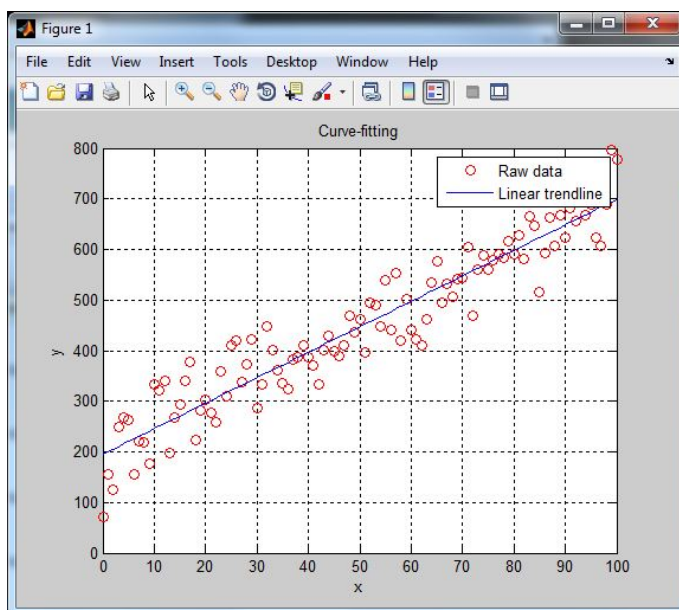 Figure 1
File Edit View Insert Tools Desktop Window Help
Curve-fitting
Raw data
Linear trendline
800
700
600
500
400
300
200
100
0
y
0 10 20 30 40 50 60 70 80 90 100
x